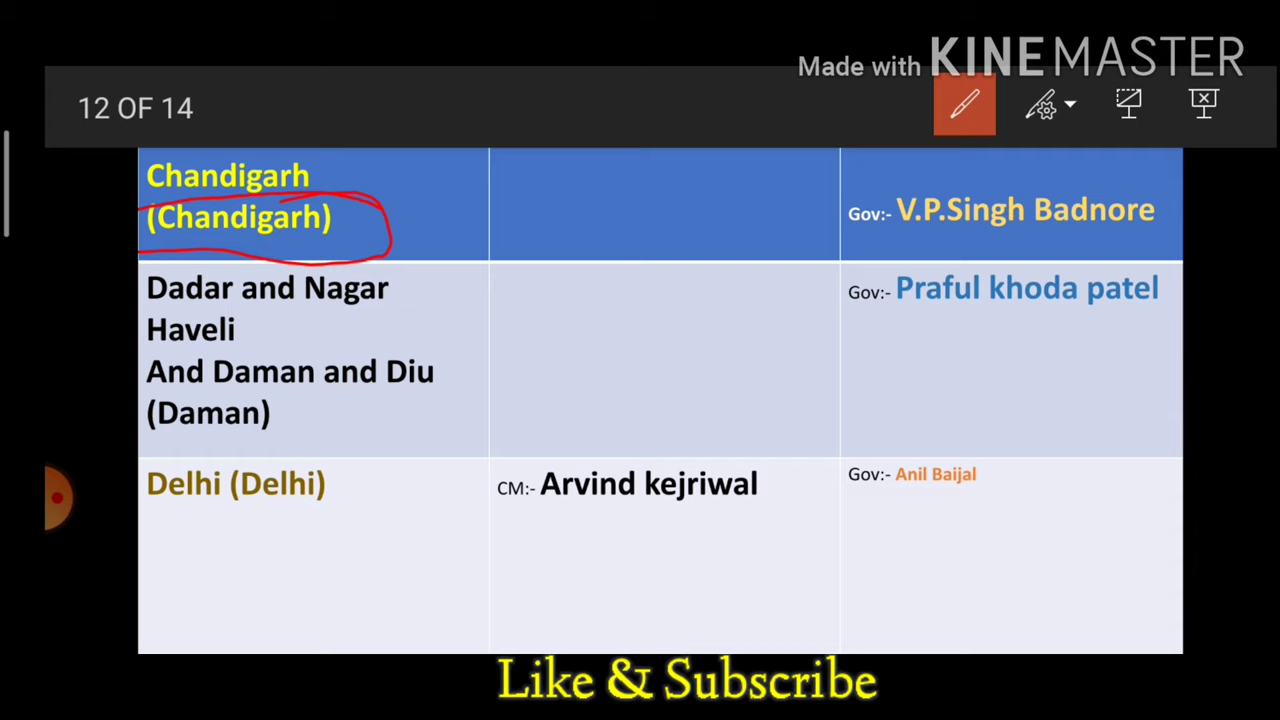 Made with KINEMASTER
12 OF 14
Chandigarh
(Chandigarh)
Gov:- V.P.Singh Badnore
Dadar and Nagar
Haveli
And Daman and Diu
(Daman)
Gov:- Praful khoda patel
Delhi (Delhi)
CM:- Arvind kejriwal
Gov:- Anil Baijal
Like & Subscribe